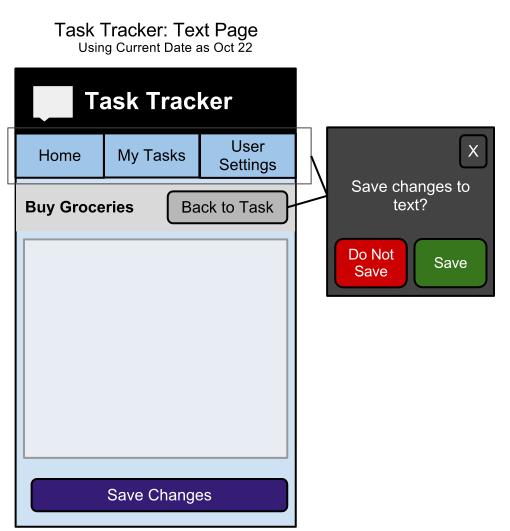 Task Tracker: Text Page
Using Current Date as Oct 22
Task Tracker
Home
My Tasks
User
Settings
Buy Groceries
Back to Task
Save Changes
X
Save changes to
text?
Do Not
Save
Save